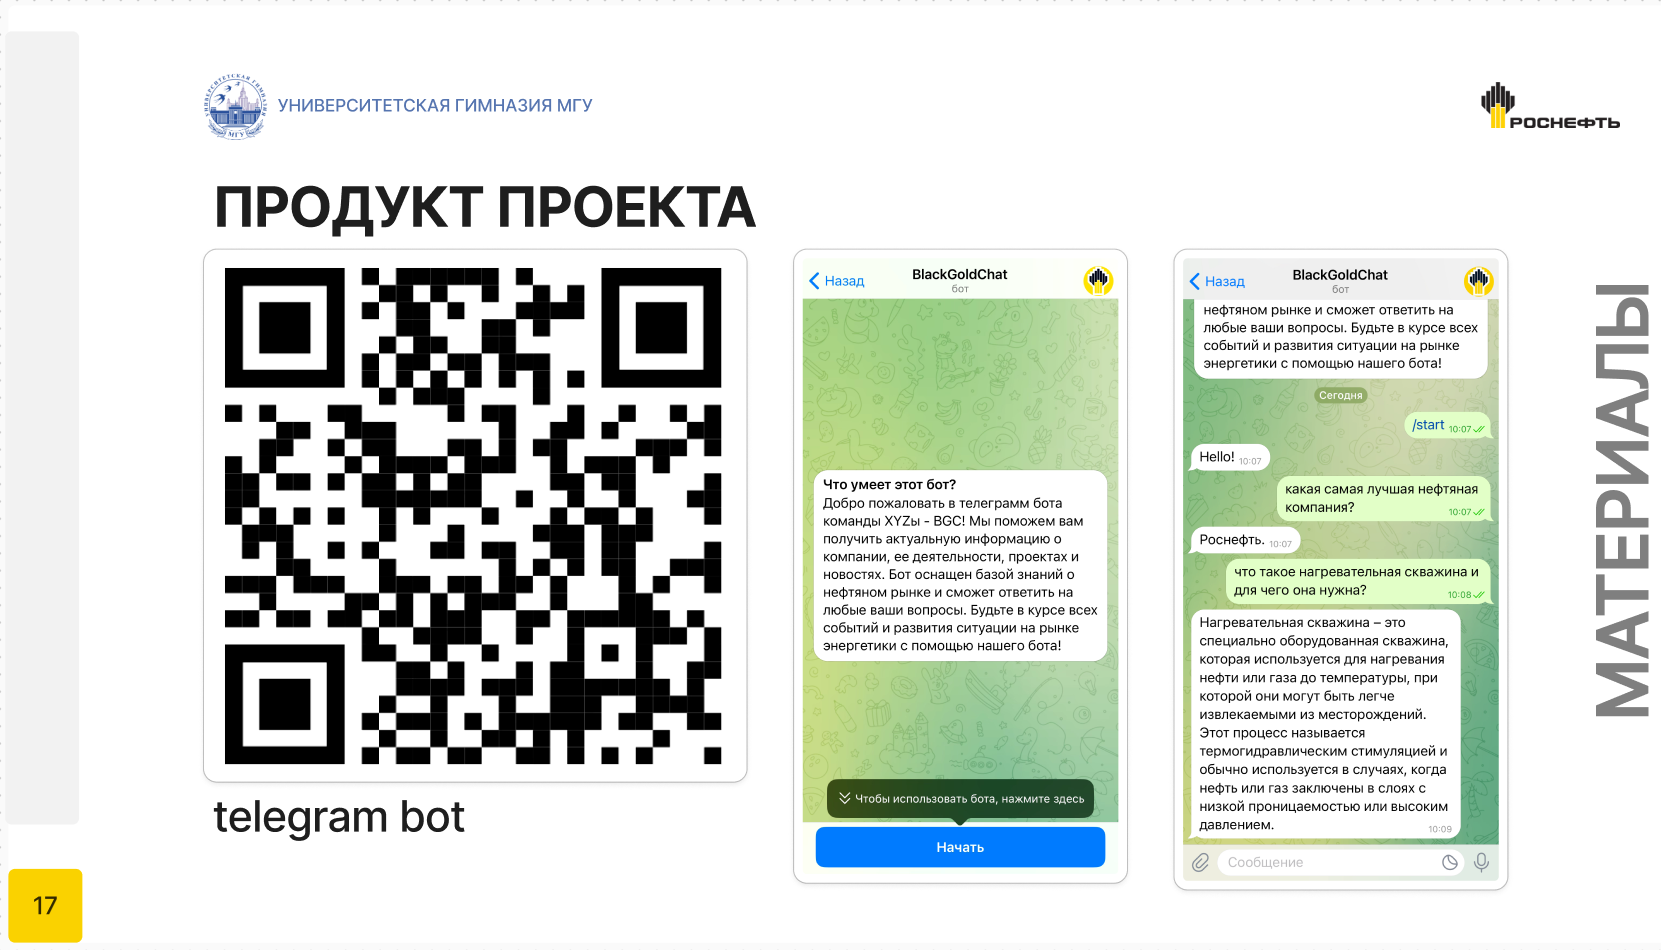 УНИВЕРСИТЕТСКАЯ ГИМНАЗИЯ МГУ
РОСНЕФТЬ
ПРОДУКТ ПРОЕКТА
telegram bot
17
Назад
BlackGoldChat
бот
Что умеет этот бот?
Добро пожаловать в телеграмм бота
команды XYZы - BGC! Мы поможем вам
получить актуальную информацию о
компании, ее деятельности, проектах и
новостях. Бот оснащен базой знаний о
нефтяном рынке и сможет ответить на
любые ваши вопросы. Будьте в курсе всех
событий и развития ситуации на рынке
энергетики с помощью нашего бота!
Чтобы использовать бота, нажмите здесь
Начать
Назад
BlackGoldChat
бот
нефтяном рынке и сможет ответить на
любые ваши вопросы. Будьте в курсе всех
событий и развития ситуации на рынке
энергетики с помощью нашего бота!
Сегодня
/start 10:07
Hello! 10:07
какая самая лучшая нефтяная
компания? 10:07
Роснефть. 10:07
что такое нагревательная скважина и
для чего она нужна? 10:08
Нагревательная скважина – это
специально оборудованная скважина,
которая используется для нагревания
нефти или газа до температуры, при
которой они могут быть легче
извлекаемыми из месторождений.
Этот процесс называется
термогидравлическим стимуляцией и
обычно используется в случаях, когда
нефть или газ заключены в слоях с
низкой проницаемостью или высоким
давлением. 10:09
Сообщение
МАТЕРИАЛЫ